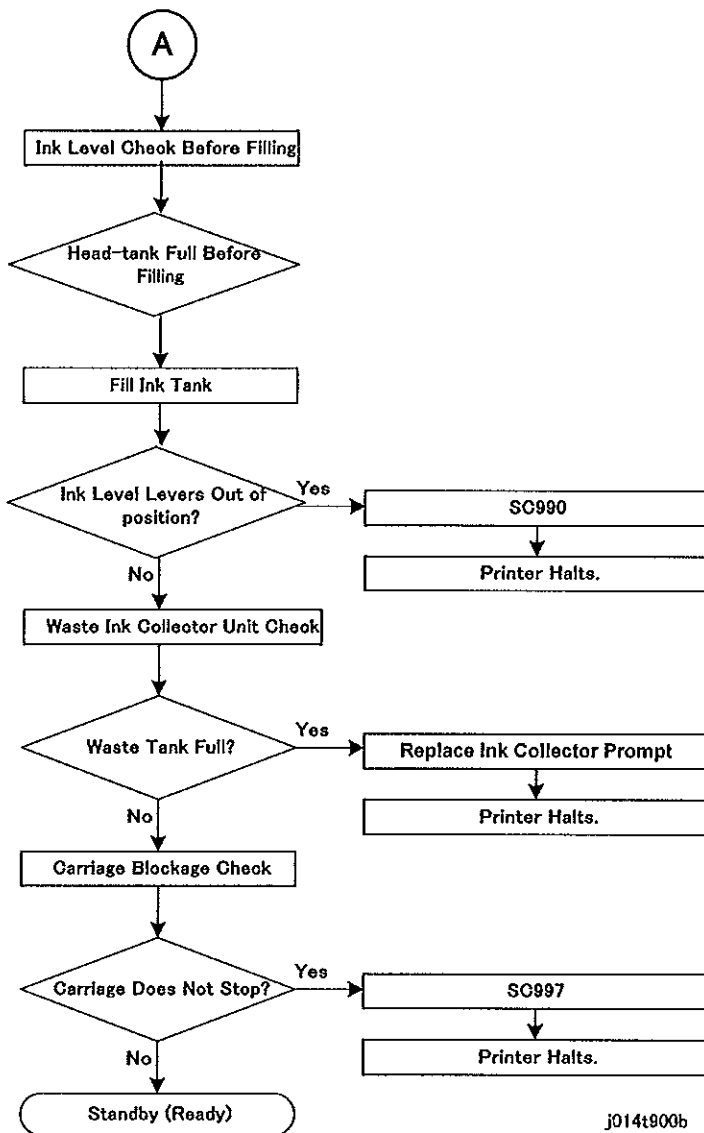 A
Ink Level Check Before Filling
Head-tank Full Before
Filling
Fill Ink Tank
Ink Level Levers Out of
position?
Yes
SC990
No
Printer Halts.
Waste Ink Collector Unit Check
Waste Tank Full?
Yes
Replace Ink Collector Prompt
No
Printer Halts.
Carriage Blockage Check
Carriage Does Not Stop?
Yes
SC997
No
Printer Halts.
Standby (Ready)
j014t900b